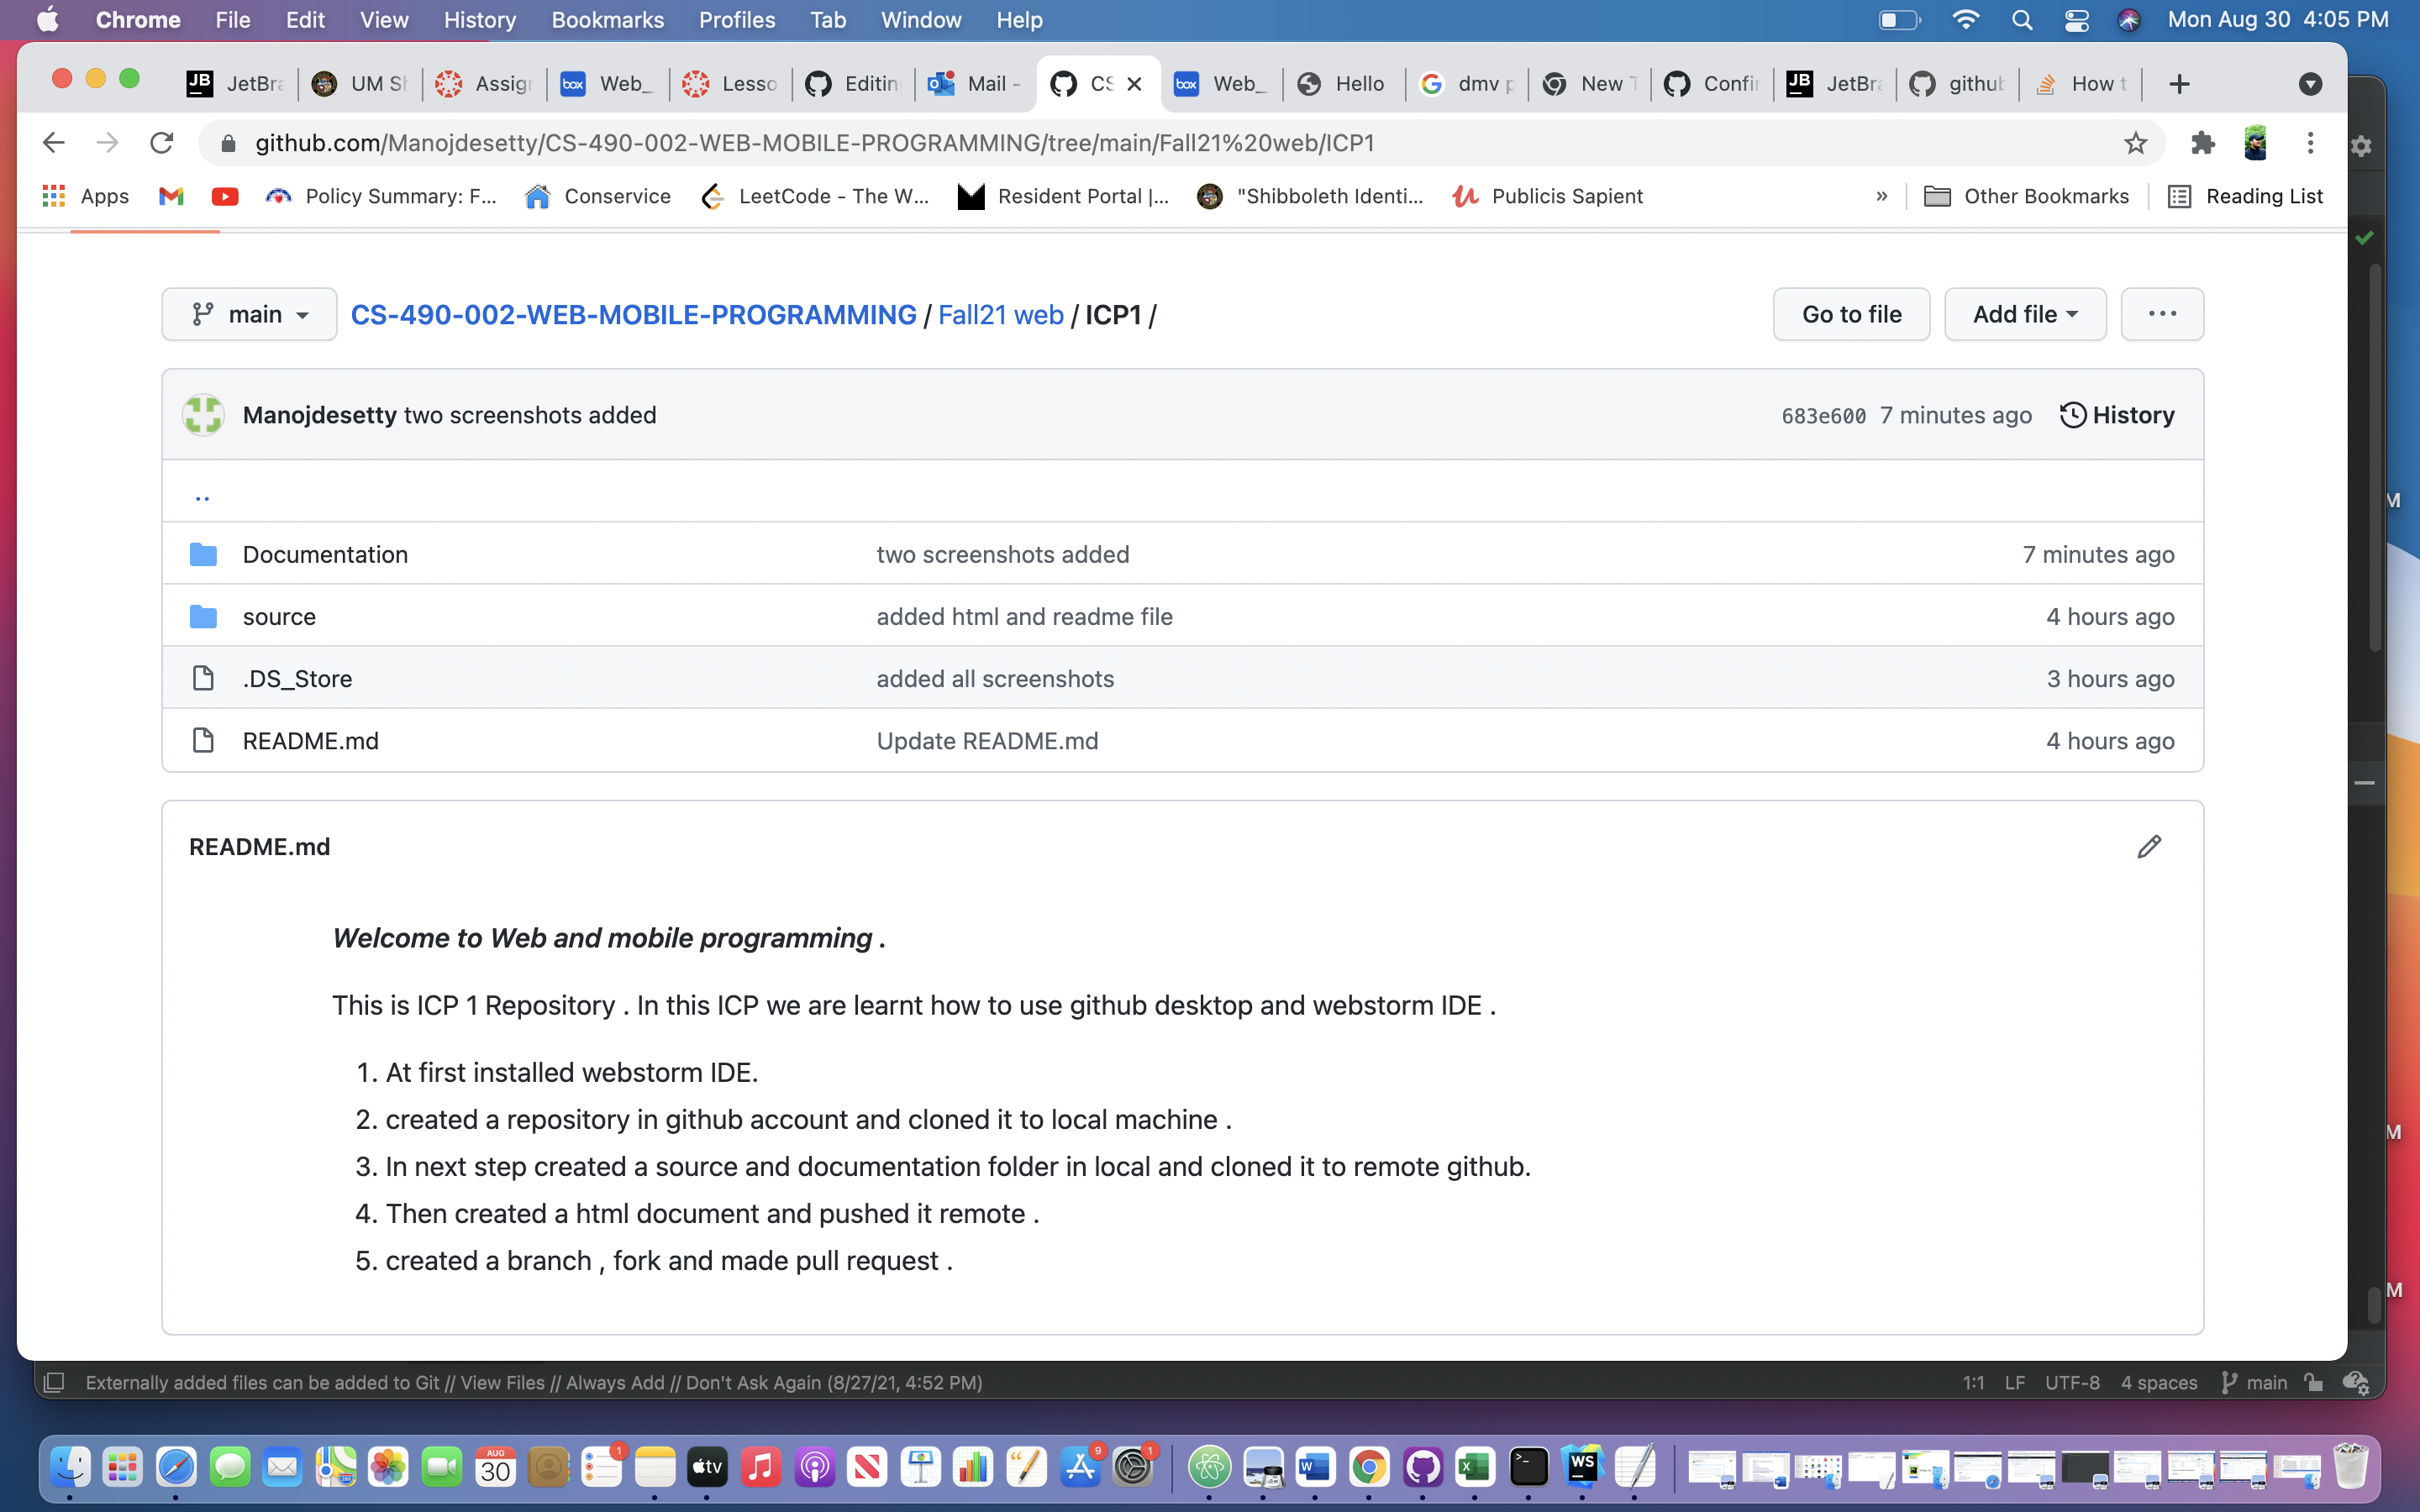 Chrome File Edit View History Bookmarks Profiles Tab Window Help Mon Aug 30 4:05 PM
JetBra UM Sh Assig Web_ Lesso Editin Mail - CS Web_ Hello dmv p New T Confir JetBra github How t
github.com/Manojdesetty/CS-490-002-WEB-MOBILE-PROGRAMMING/tree/main/Fall21%20web/ICP1
Apps Policy Summary: F... Conservice LeetCode - The W... Resident Portal |... "Shibboleth Identi... Publicis Sapient » Other Bookmarks Reading List
main CS-490-002-WEB-MOBILE-PROGRAMMING / Fall21 web / ICP1 / Go to file Add file ...
Manojdesetty two screenshots added 683e600 7 minutes ago History
..
Documentation two screenshots added 7 minutes ago
source added html and readme file 4 hours ago
.DS_Store added all screenshots 3 hours ago
README.md Update README.md 4 hours ago
README.md
Welcome to Web and mobile programming .
This is ICP 1 Repository . In this ICP we are learnt how to use github desktop and webstorm IDE .
1. At first installed webstorm IDE.
2. created a repository in github account and cloned it to local machine .
3. In next step created a source and documentation folder in local and cloned it to remote github.
4. Then created a html document and pushed it remote .
5. created a branch , fork and made pull request .
Externally added files can be added to Git // View Files // Always Add // Don't Ask Again (8/27/21, 4:52 PM) 1:1 LF UTF-8 4 spaces main
AUG
30
1
tv
9
1
W
X
WS